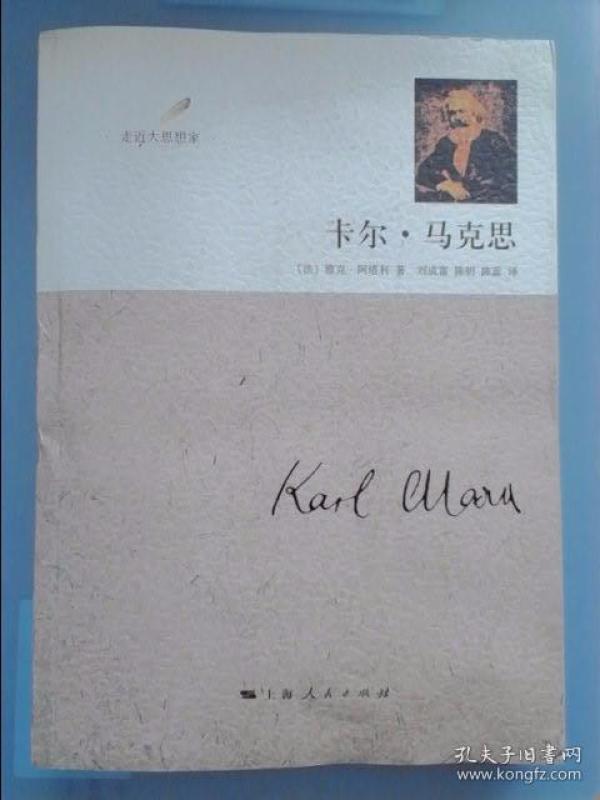 走近大思想家
卡尔·马克思
〔法〕雅克·阿塔利 著 刘成富 陈玥 陈蕊 译
Karl Marx
上海人民出版社
孔夫子旧书网
www.kongfz.com